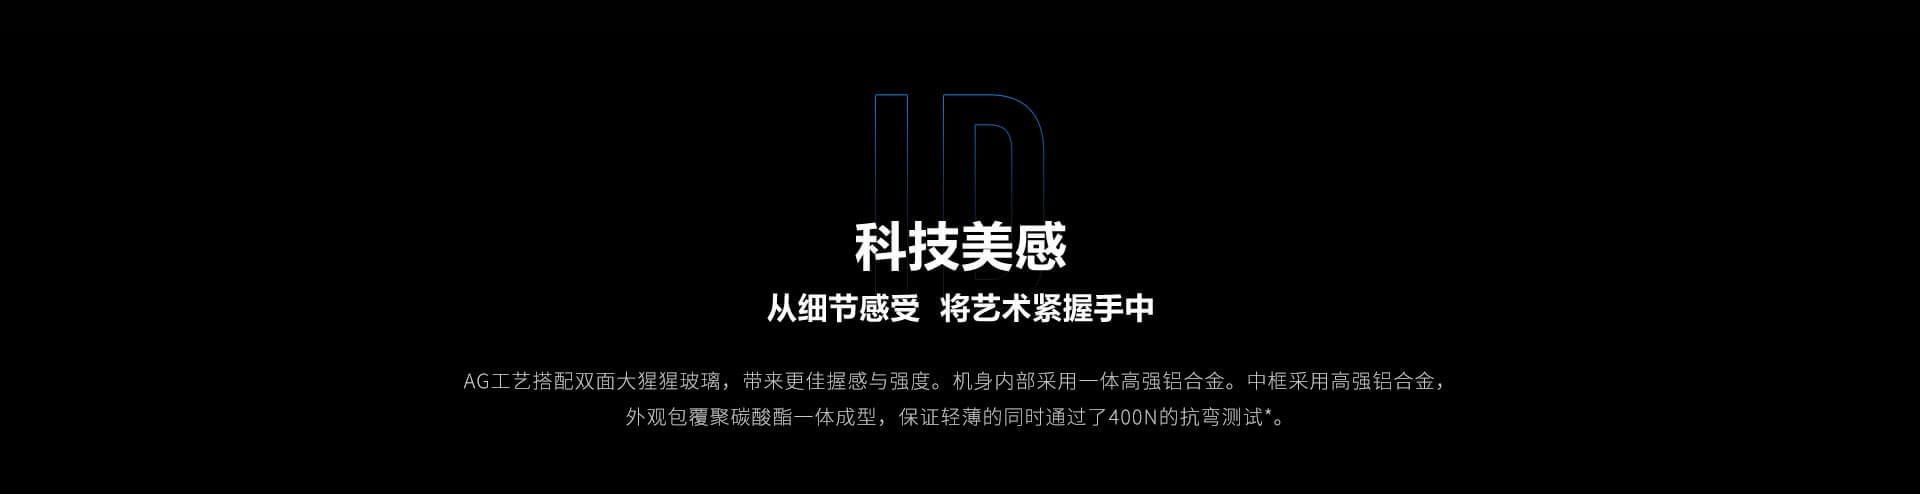 ID
科技美感
从细节感受 将艺术紧握手中
AG工艺搭配双面大猩猩玻璃，带来更佳握感与强度。机身内部采用一体高强铝合金。中框采用高强铝合金，
外观包覆聚碳酸酯一体成型，保证轻薄的同时通过了400N的抗弯测试*。